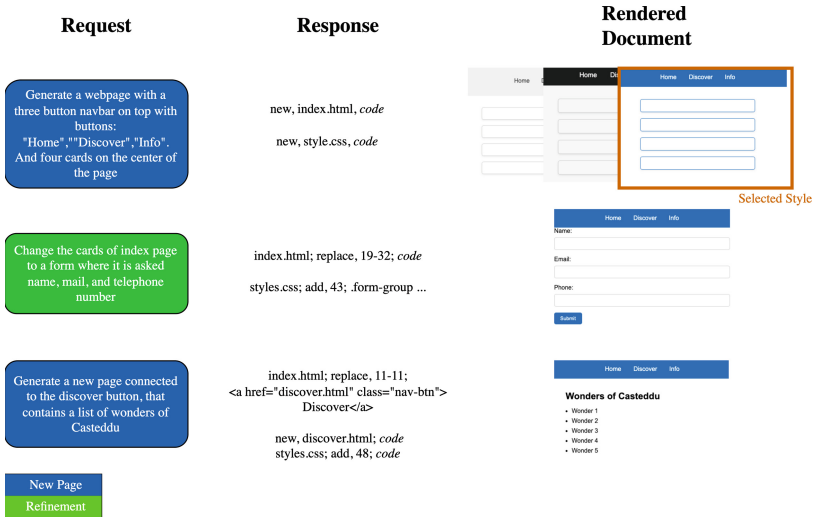 Request
Response
Rendered
Document
Generate a webpage with a
three button navbar on top with
buttons:
"Home",""Discover","Info".
And four cards on the center of
the page
new, index.html, code
new, style.css, code
Home
Home Dis
Home Discover Info
Selected Style
Change the cards of index page
to a form where it is asked
name, mail, and telephone
number
index.html; replace, 19-32; code
styles.css; add, 43; .form-group ...
Home Discover Info
Name:
Email:
Phone:
Submit
Generate a new page connected
to the discover button, that
contains a list of wonders of
Casteddu
index.html; replace, 11-11;
<a href="discover.html" class="nav-btn">
Discover</a>
new, discover.html; code
styles.css; add, 48; code
Home Discover Info
Wonders of Casteddu
• Wonder 1
• Wonder 2
• Wonder 3
• Wonder 4
• Wonder 5
New Page
Refinement